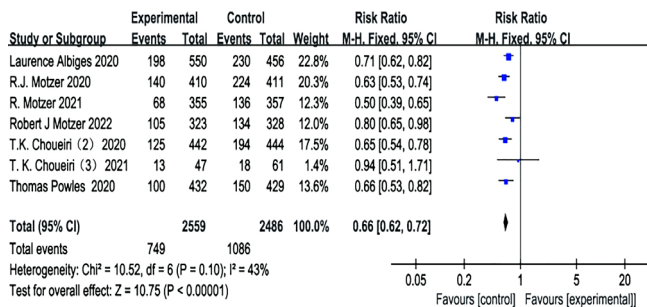 Experimental Control Risk Ratio Risk Ratio
Study or Subgroup Events Total Events Total Weight M-H. Fixed. 95% CI M-H. Fixed. 95% CI
Laurence Albiges 2020 198 550 230 456 22.8% 0.71 [0.62, 0.82]
R.J. Motzer 2020 140 410 224 411 20.3% 0.63 [0.53, 0.74]
R. Motzer 2021 68 355 136 357 12.3% 0.50 [0.39, 0.65]
Robert J Motzer 2022 105 323 134 328 12.0% 0.80 [0.65, 0.98]
T.K. Choueiri（2）2020 125 442 194 444 17.5% 0.65 [0.54, 0.78]
T. K. Choueiri（3）2021 13 47 18 61 1.4% 0.94 [0.51, 1.71]
Thomas Powles 2020 100 432 150 429 13.6% 0.66 [0.53, 0.82]
Total (95% CI) 2559 2486 100.0% 0.66 [0.62, 0.72]
Total events 749 1086
Heterogeneity: Chi² = 10.52, df = 6 (P = 0.10); I² = 43%
Test for overall effect: Z = 10.75 (P < 0.00001)
0.05 0.2 1 5 20
Favours [control] Favours [experimental]]